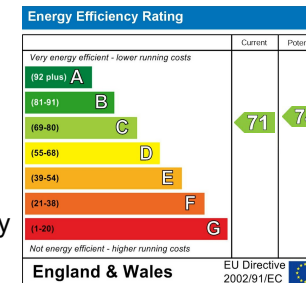 Energy Efficiency Rating
Current
Very energy efficient - lower running costs
(92 plus) A
(81-91) B
(69-80) C
71
(55-68) D
(39-54) E
(21-38) F
(1-20) G
Not energy efficient - higher running costs
England & Wales
EU Directive
2002/91/EC